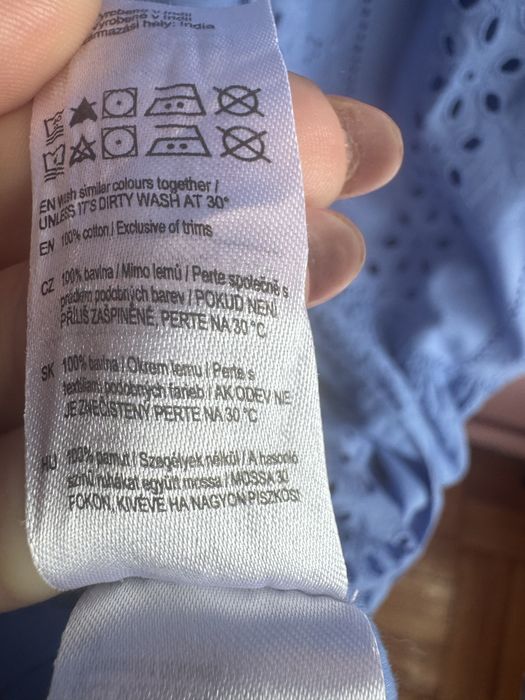 Vyrobeno v Indii
Vyrobené v Indii
Származási hely: India
EN Wash similar colours together /
UNLESS IT'S DIRTY WASH AT 30°
EN 100% cotton / Exclusive of trims
CZ 100% bavlna / Mimo lemů / Perte společně s
prádlem podobných barev / POKUD NENÍ
PŘÍLIŠ ZAŠPINĚNÉ, PERTE NA 30 °C
SK 100% bavlna / Okrem lemu / Perte s
textíliami podobných farieb / AK ODEV NIE
JE ZNEČISTENÝ PERTE NA 30 °C
HU 100% pamut / Szegélyek nélkül / A hasonló
színű ruhákat együtt mossa / MOSSA 30
FOKON, KIVÉVE HA NAGYON PISZKOS